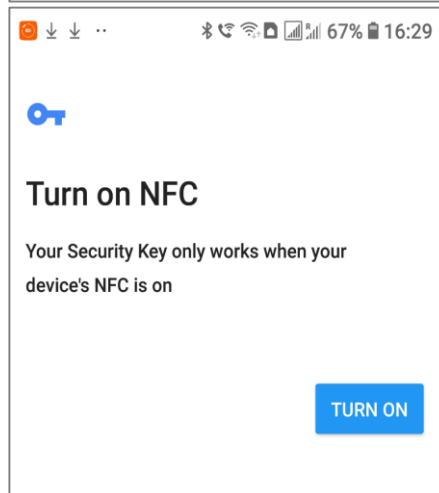 67% 16:29
Turn on NFC
Your Security Key only works when your
device's NFC is on
TURN ON